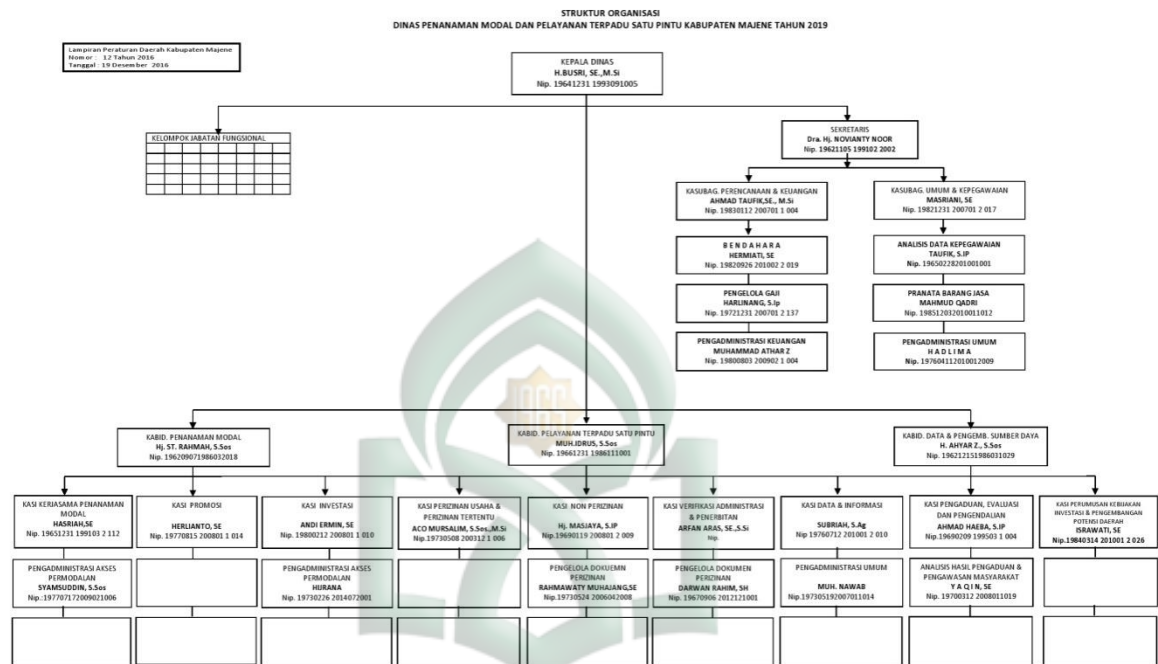 STRUKTUR ORGANISASI
DINAS PENANAMAN MODAL DAN PELAYANAN TERPADU SATU PINTU KABUPATEN MAJENE TAHUN 2019
Lampiran Peraturan Daerah Kabupaten Majene
Nomor : 12 Tahun 2016
Tanggal : 19 Desember 2016
KEPALA DINAS
H.BUSRI, SE.,M.Si
Nip. 19641231 1993091005
KELOMPOK JABATAN FUNGSIONAL
SEKRETARIS
Dra. Hj. NOVIANTY NOOR
Nip. 19621105 199102 2002
KASUBAG. PERENCANAAN & KEUANGAN
AHMAD TAUFIK,SE., M.Si
Nip. 19830112 200701 1 004
KASUBAG. UMUM & KEPEGAWAIAN
MASRIANI, SE
Nip. 19821231 200701 2 017
B E N D A H A R A
HERMIATI, SE
Nip. 19820926 201002 2 019
ANALISIS DATA KEPEGAWAIAN
TAUFIK, S.IP
Nip. 19650228201001001
PENGELOLA GAJI
HARLINANG, S.Ip
Nip. 19721231 200701 2 137
PRANATA BARANG JASA
MAHMUD QADRI
Nip. 198512032010011012
PENGADMINISTRASI KEUANGAN
MUHAMMAD ATHAR Z
Nip. 19800803 200902 1 004
PENGADMINISTRASI UMUM
H A D L I M A
Nip. 197604112010012009
1965
KABID. PENANAMAN MODAL
Hj. ST. RAHMAH, S.Sos
Nip. 196209071986032018
KABID. PELAYANAN TERPADU SATU PINTU
MUH.IDRUS, S.Sos
Nip. 19661231 1986111001
KABID. DATA & PENGEMB. SUMBER DAYA
H. AHYAR Z., S.Sos
Nip. 196212151986031029
KASI KERJASAMA PENANAMAN
MODAL
HASRIAH,SE
Nip. 19651231 199103 2 112
KASI PROMOSI
HERLIANTO, SE
Nip. 19770815 200801 1 014
KASI INVESTASI
ANDI ERMIN, SE
Nip. 19800212 200801 1 010
KASI PERIZINAN USAHA &
PERIZINAN TERTENTU
ACO MURSALIM, S.Sos.,M.Si
Nip.19730508 200312 1 006
KASI NON PERIZINAN
Hj. MASIAYA, S.IP
Nip.19690119 200801 2 009
KASI VERIFIKASI ADMINISTRASI
& PENERBITAN
ARFAN ARAS, SE.,S.Si
Nip.
KASI DATA & INFORMASI
SUBRIAH, S.Ag
Nip.19760712 201001 2 010
KASI PENGADUAN, EVALUASI
DAN PENGENDALIAN
AHMAD HAEBA, S.IP
Nip.19690209 199503 1 004
KASI PERUMUSAN KEBIJAKAN
INVESTASI & PENGEMBANGAN
POTENSI DAERAH
ISRAWATI, SE
Nip.19840314 201001 2 026
PENGADMINISTRASI AKSES
PERMODALAN
SYAMSUDDIN, S.Sos
Nip.:197707172009021006
PENGADMINISTRASI AKSES
PERMODALAN
HIJRANA
Nip. 19730226 2014072001
PENGELOLA DOKUEMN
PERIZINAN
RAHMAWATY MUHAJANG,SE
Nip.19730524 2006042008
PENGELOLA DOKUMEN
PERIZINAN
DARWAN RAHIM, SH
Nip.19670906 2012121001
PENGADMINISTRASI UMUM
MUH. NAWAB
Nip.197305192007011014
ANALISIS HASIL PENGADUAN &
PENGAWASAN MASYARAKAT
Y A Q I N, SE
Nip.19700312 2008011019